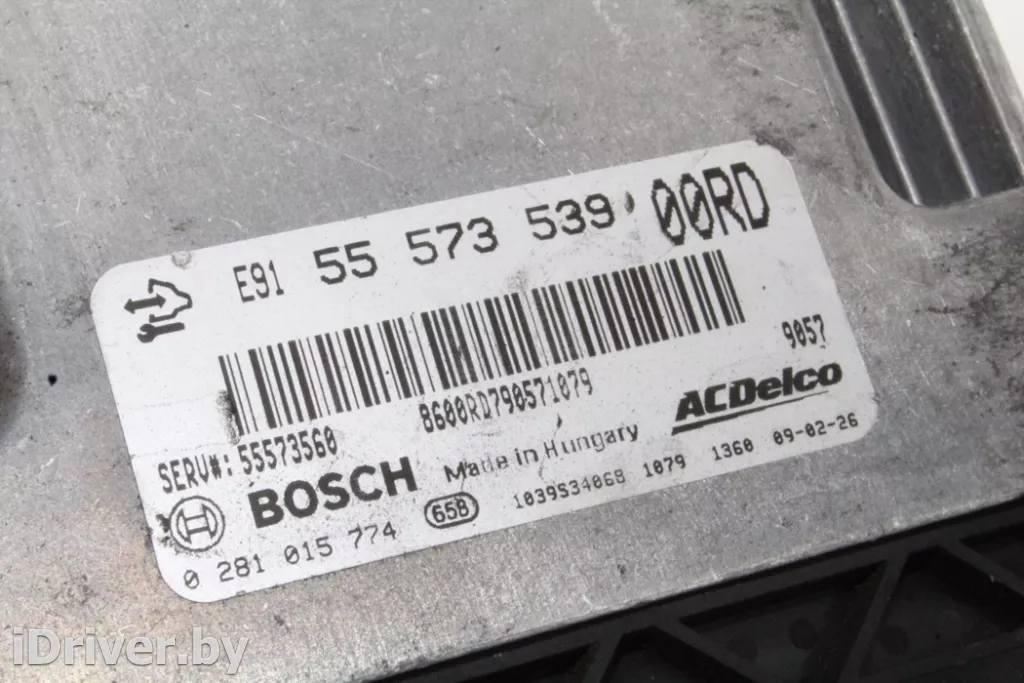 E91 55 573 539 00RD
9057
8600RD790571079
SERV#: 55573560
ACDelco
BOSCH Made in Hungary
0 281 015 774 65B 1039S34068 1079 1360 09-02-26
iDriver.by